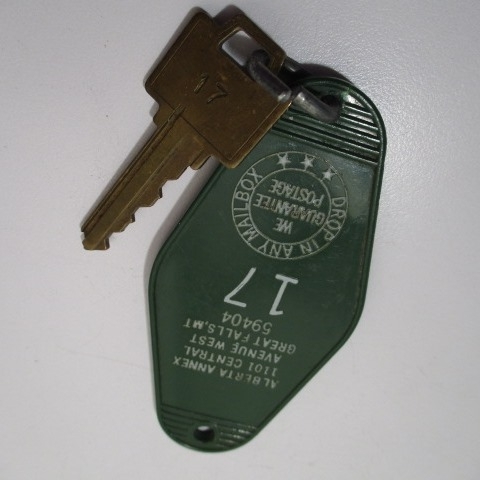 17
DROP IN ANY MAILBOX
WE
GUARANTEE
POSTAGE
17
ALBERTA ANNEX
1101 CENTRAL
AVENUE WEST
GREAT FALLS, MT
59404